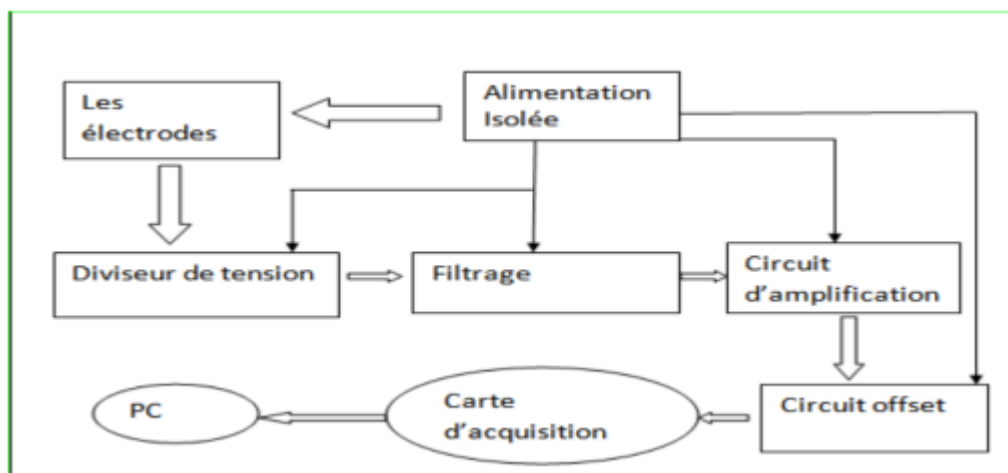 Les
électrodes
Alimentation
Isolée
Diviseur de tension
Filtrage
Circuit
d’amplification
PC
Carte
d’acquisition
Circuit offset